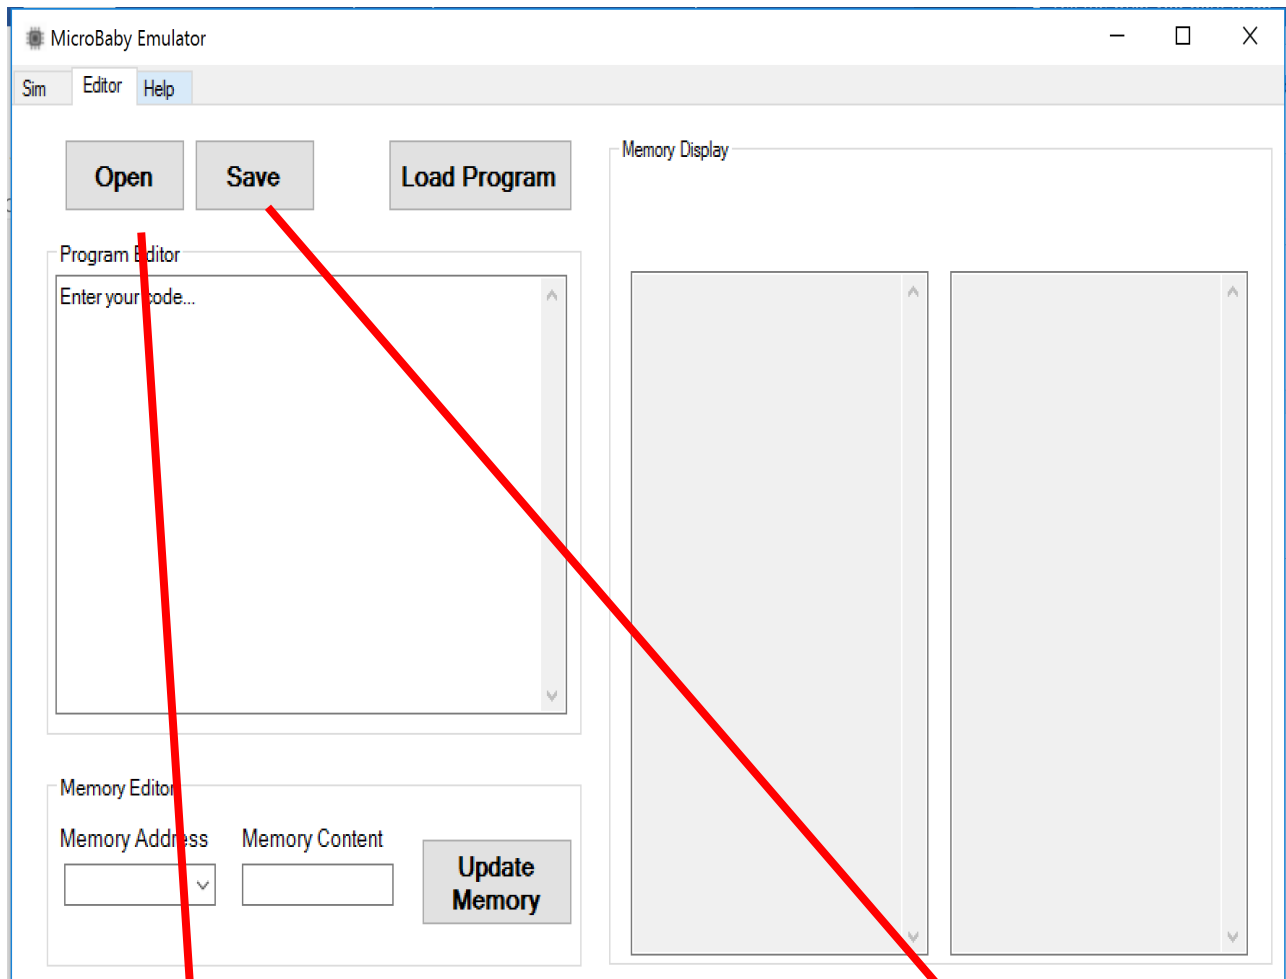 MicroBaby Emulator
Sim Editor Help
Open Save Load Program
Memory Display
Program Editor
Enter your code...
Memory Editor
Memory Address Memory Content
Update
Memory